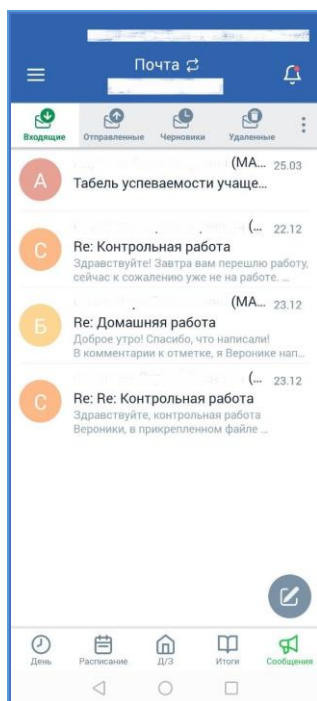 Почта
Входящие
Отправленные
Черновики
Удаленные
А
(МА... 25.03
Табель успеваемости учаще...
С
(... 22.12
Re: Контрольная работа
Здравствуйте! Завтра вам перешлю работу,
сейчас к сожалению уже не на работе. ...
Б
(МА... 23.12
Re: Домашняя работа
Доброе утро! Спасибо, что написали!
В комментарии к отметке, я Веронике нап...
С
(... 23.12
Re: Re: Контрольная работа
Здравствуйте, контрольная работа
Вероники, в прикрепленном файле ...
День
Расписание
Д/З
Итоги
Сообщения